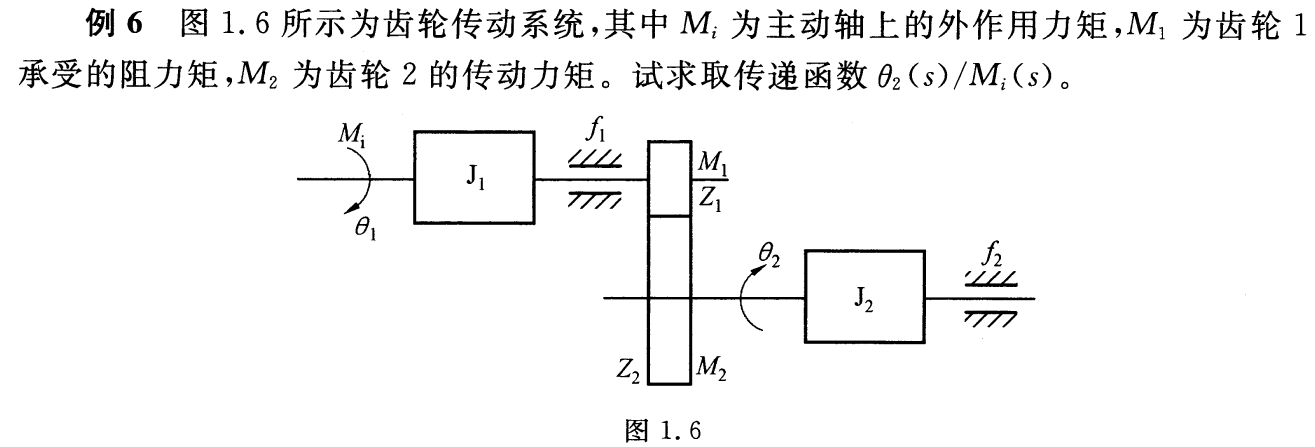 例 6 图 1.6 所示为齿轮传动系统,其中 Mᵢ 为主动轴上的外作用力矩,M₁ 为齿轮 1
承受的阻力矩,M₂ 为齿轮 2 的传动力矩。试求取传递函数 θ₂(s)/Mᵢ(s)。
Mᵢ
J₁
f₁
M₁
Z₁
θ₁
θ₂
J₂
f₂
Z₂
M₂
图 1.6